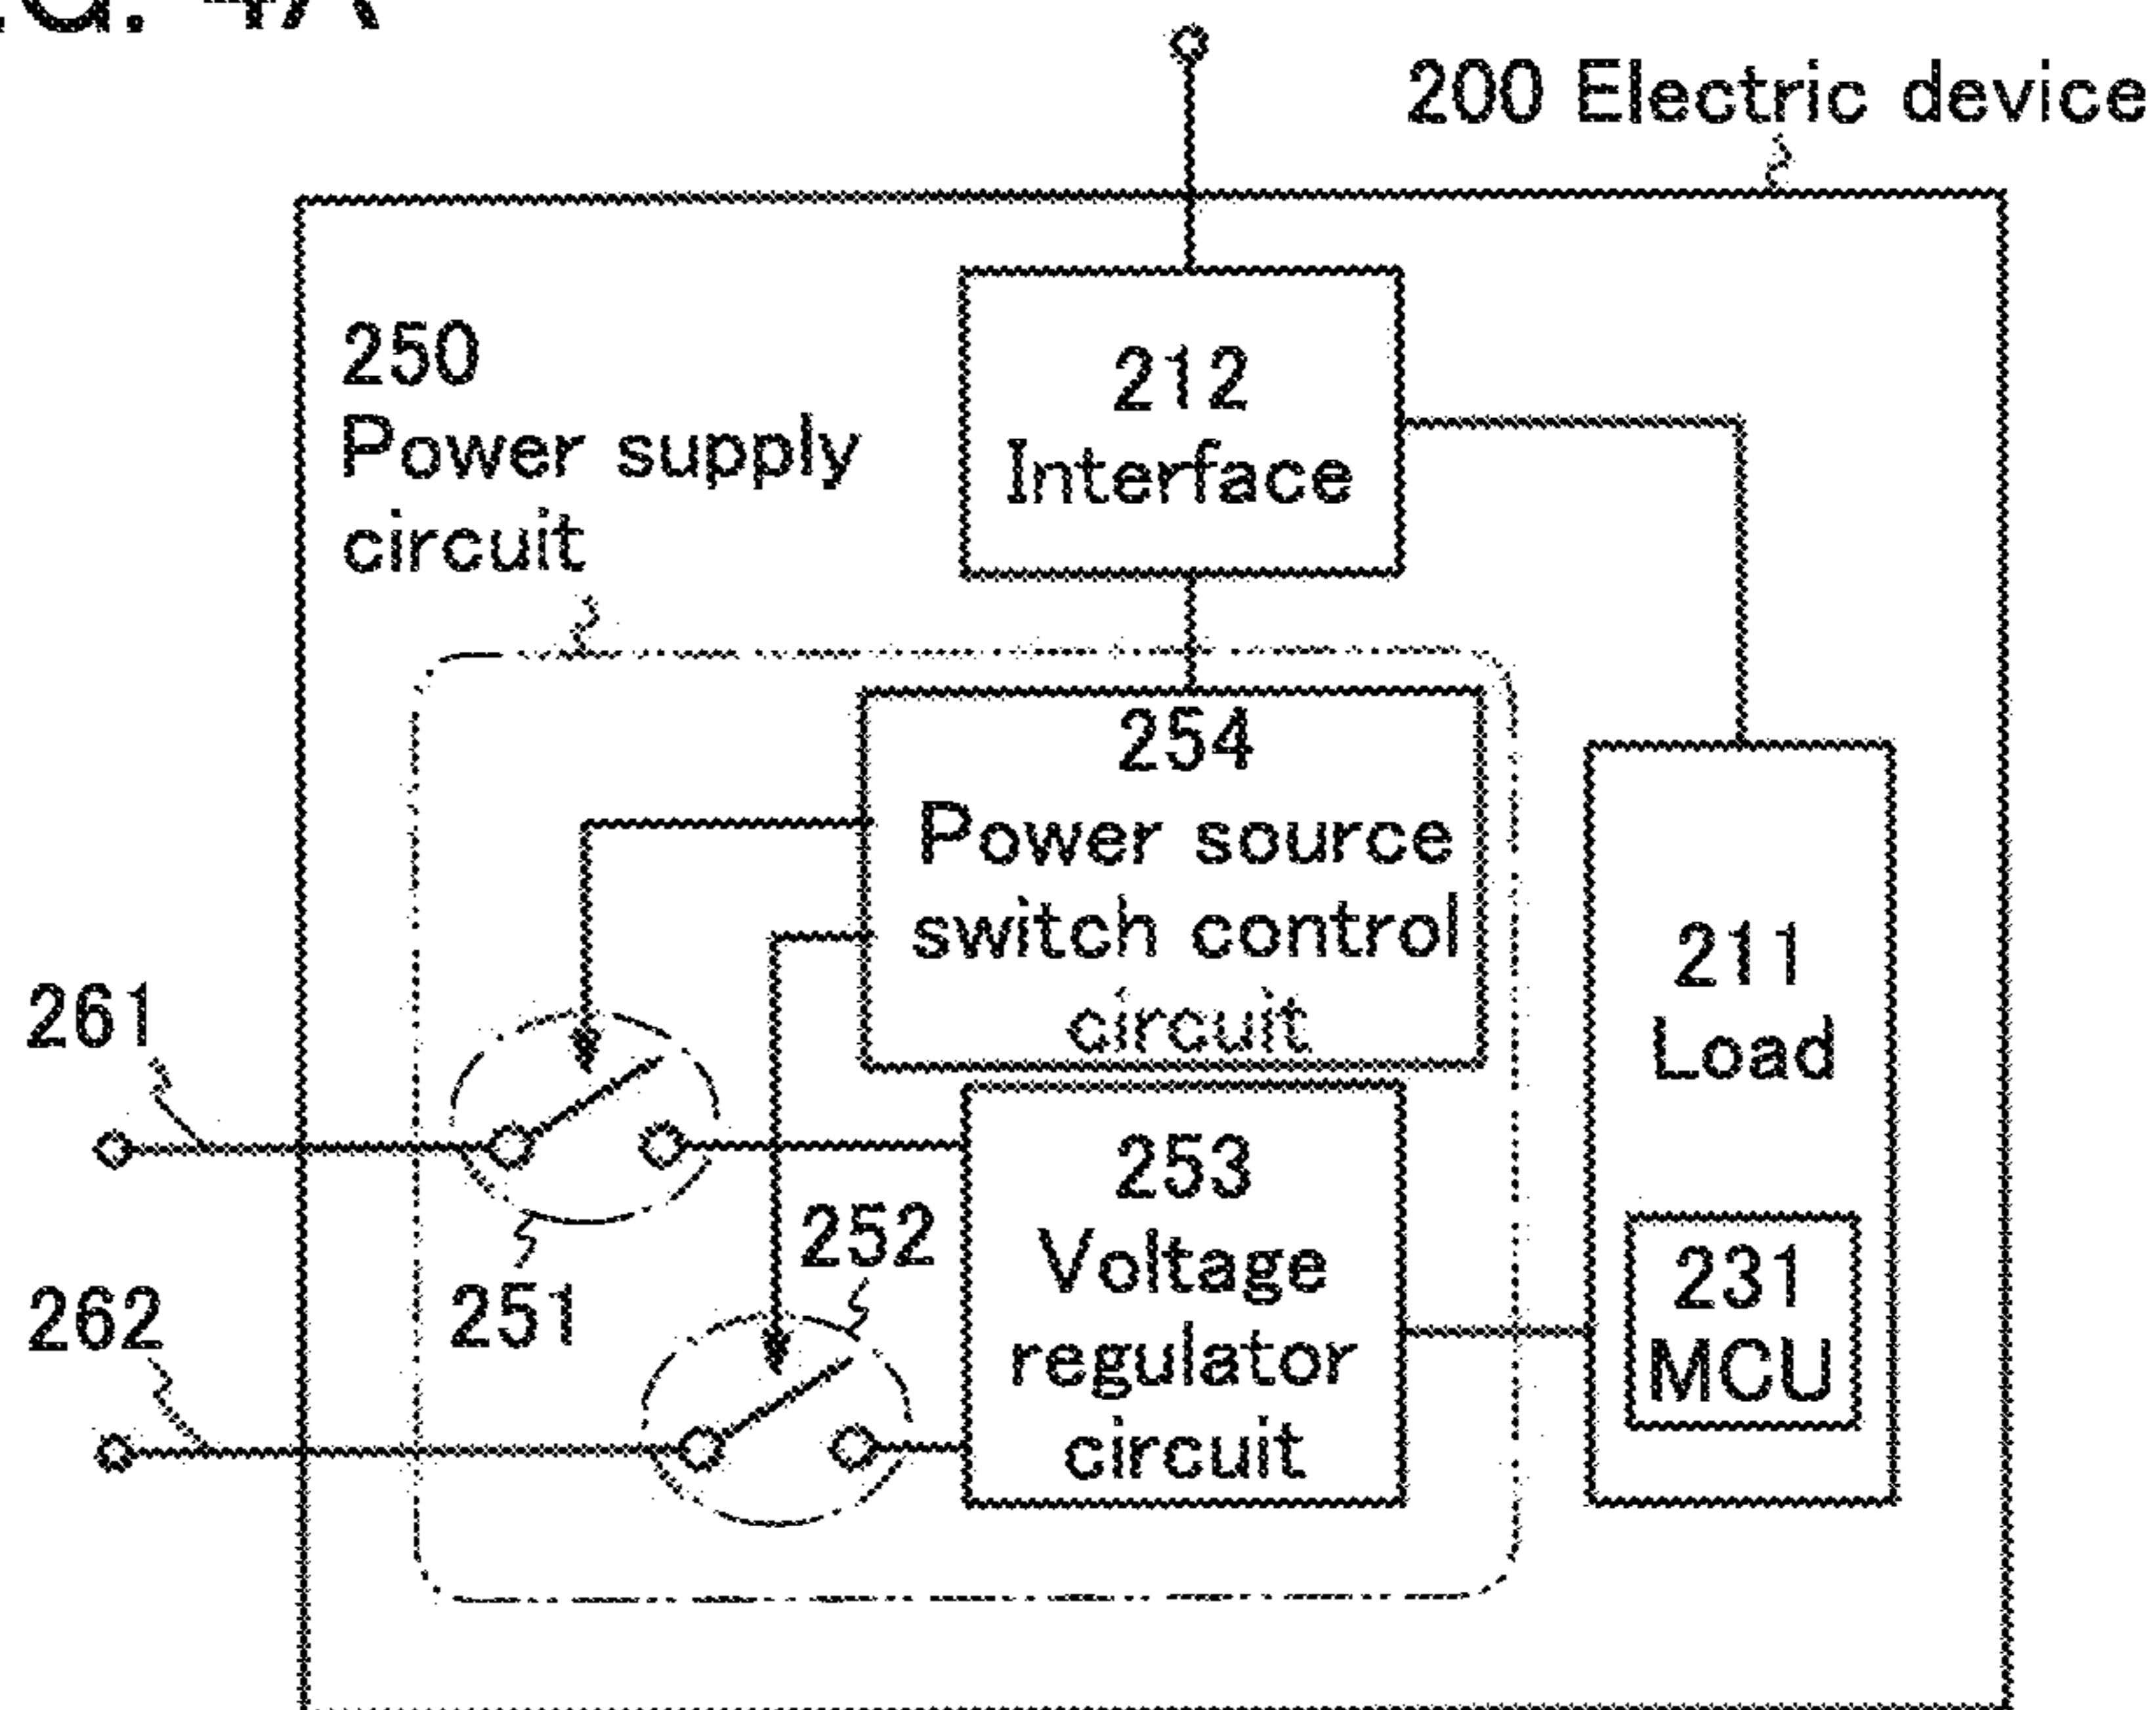 G. 4A
200 Electric device
250
Power supply
circuit
212
Interface
254
Power source
switch control
circuit
211
Load
261
253
Voltage
regulator
circuit
252
251
262
231
MCU